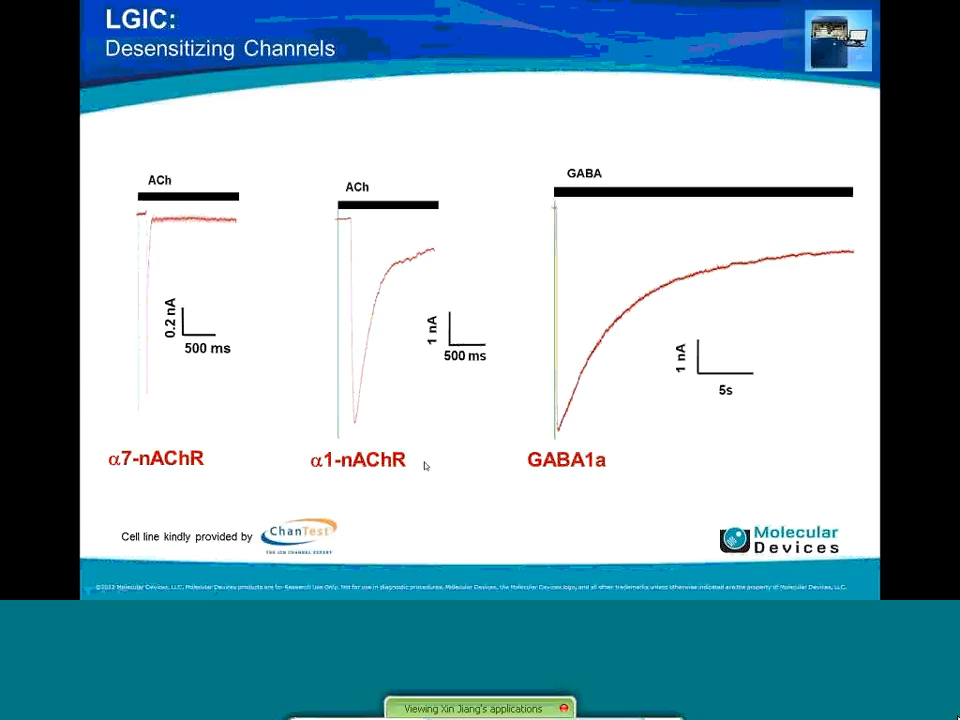 LGIC:
Desensitizing Channels
ACh
ACh
GABA
0.2 nA
500 ms
1 nA
500 ms
1 nA
5s
α7-nAChR
α1-nAChR
GABA1a
Cell line kindly provided by
ChanTest
THE ION CHANNEL EXPERT
Molecular
Devices
©2012 Molecular Devices, LLC. Molecular Devices products are for Research Use Only. Not for use in diagnostic procedures. Molecular Devices, the Molecular Devices logo, and all other trademarks unless otherwise indicated are the property of Molecular Devices, LLC.
Viewing Xin Jiang's applications